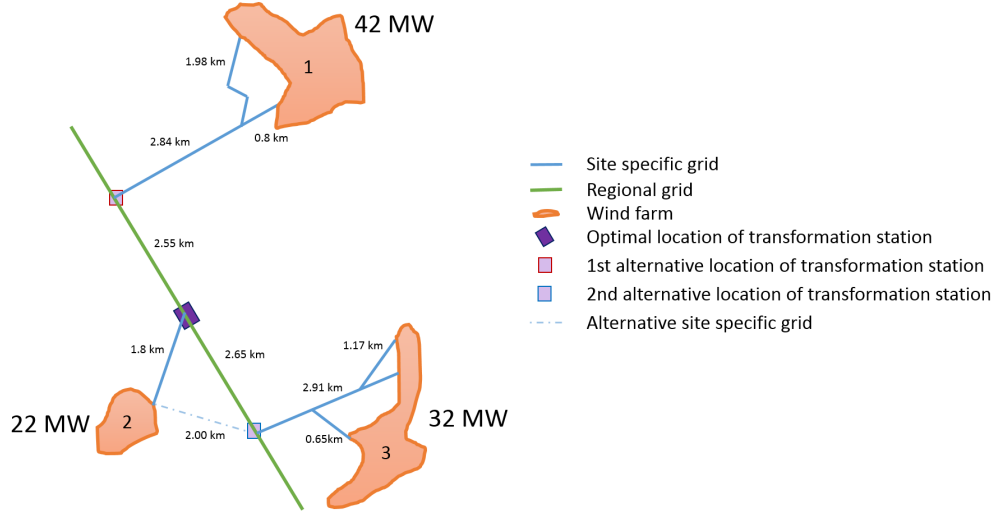 42 MW
1.98 km
1
0.8 km
2.84 km
2.55 km
1.8 km
2.65 km
1.17 km
2.91 km
22 MW
2
2.00 km
0.65km
3
32 MW
Site specific grid
Regional grid
Wind farm
Optimal location of transformation station
1st alternative location of transformation station
2nd alternative location of transformation station
Alternative site specific grid